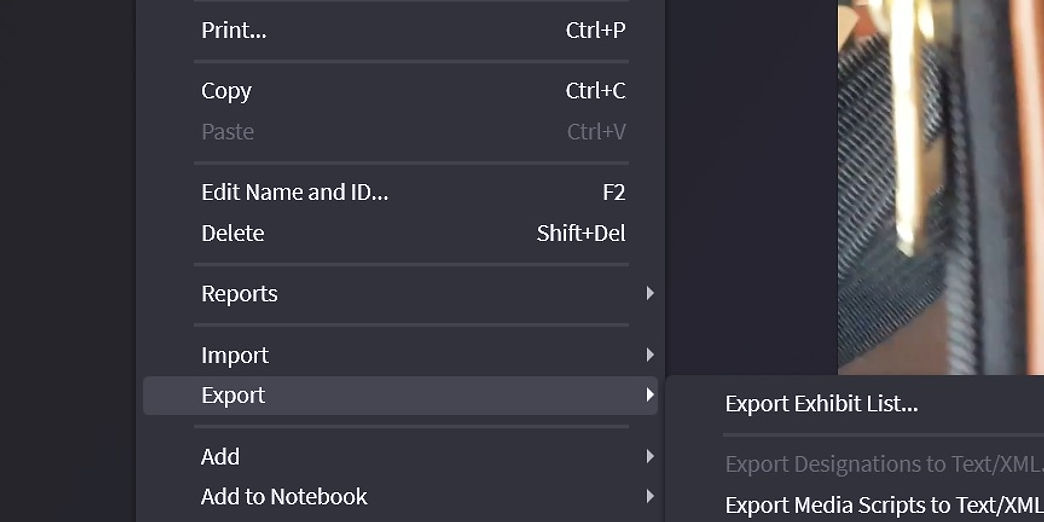 Print... Ctrl+P
Copy Ctrl+C
Paste Ctrl+V
Edit Name and ID... F2
Delete Shift+Del
Reports
Import
Export
Export Exhibit List...
Add
Export Designations to Text/XML.
Add to Notebook
Export Media Scripts to Text/XML